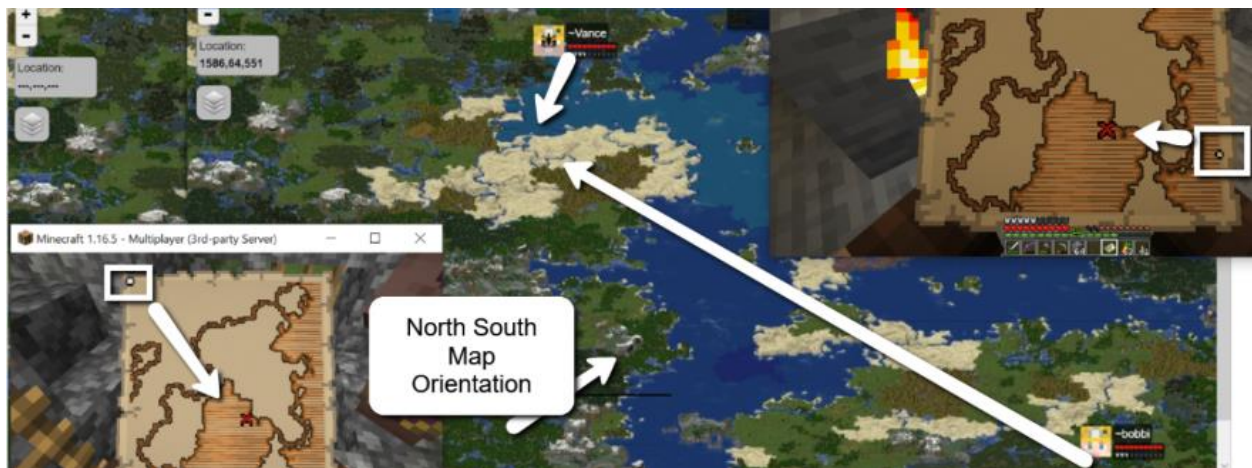 +
-
Location:
---,---,---
-
Location:
1586,64,551
~Vance
Minecraft 1.16.5 - Multiplayer (3rd-party Server)
North South
Map
Orientation
~bobbi